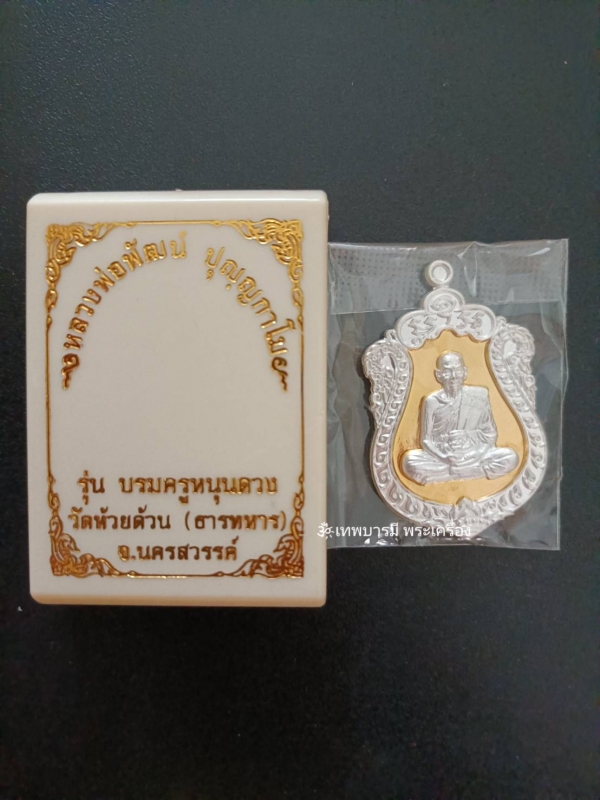 หลวงพ่อพัฒน์ ปุญฺญกาโม
รุ่น บรมครูหนุนดวง
วัดห้วยด้วน (ธารทหาร)
จ.นครสวรรค์
เทพบารมี พระเครื่อง